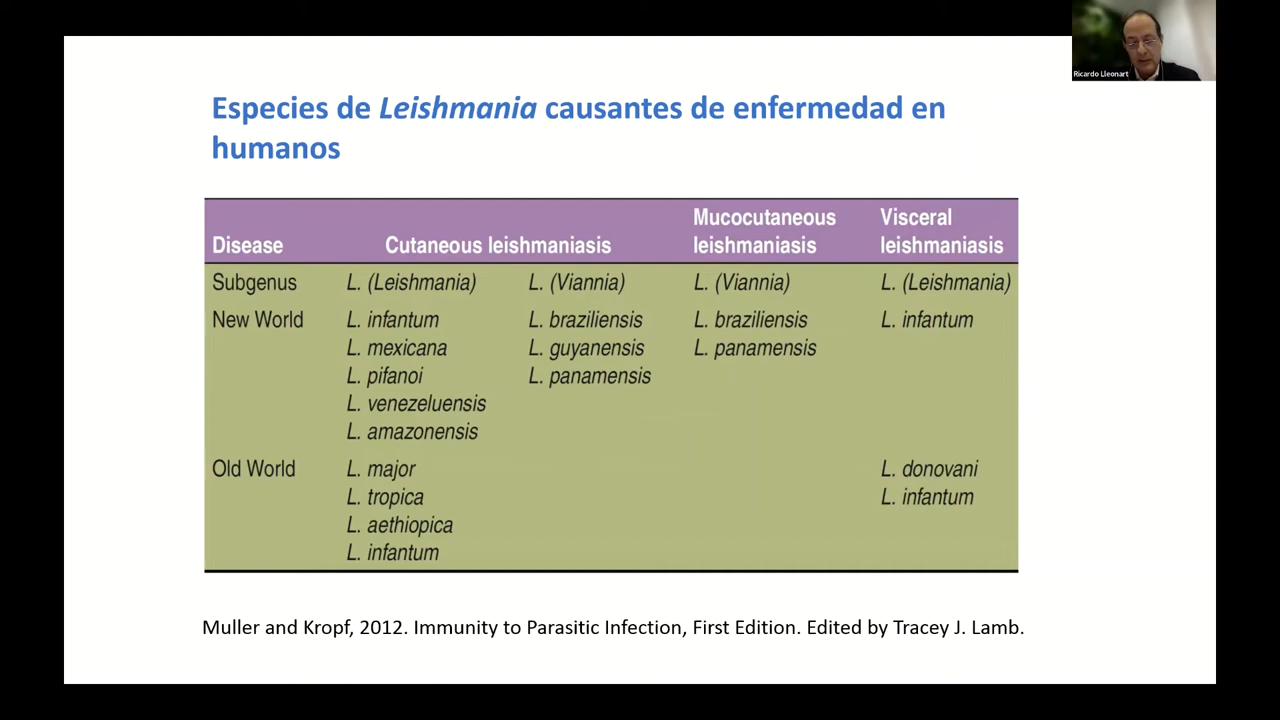 Ricardo Lleonart
Especies de Leishmania causantes de enfermedad en
humanos
Disease Cutaneous leishmaniasis Mucocutaneous leishmaniasis Visceral leishmaniasis
Subgenus L. (Leishmania) L. (Viannia) L. (Viannia) L. (Leishmania)
New World L. infantum L. braziliensis L. braziliensis L. infantum
L. mexicana L. guyanensis L. panamensis
L. pifanoi L. panamensis
L. venezeluensis
L. amazonensis
Old World L. major L. donovani
L. tropica L. infantum
L. aethiopica
L. infantum
Muller and Kropf, 2012. Immunity to Parasitic Infection, First Edition. Edited by Tracey J. Lamb.